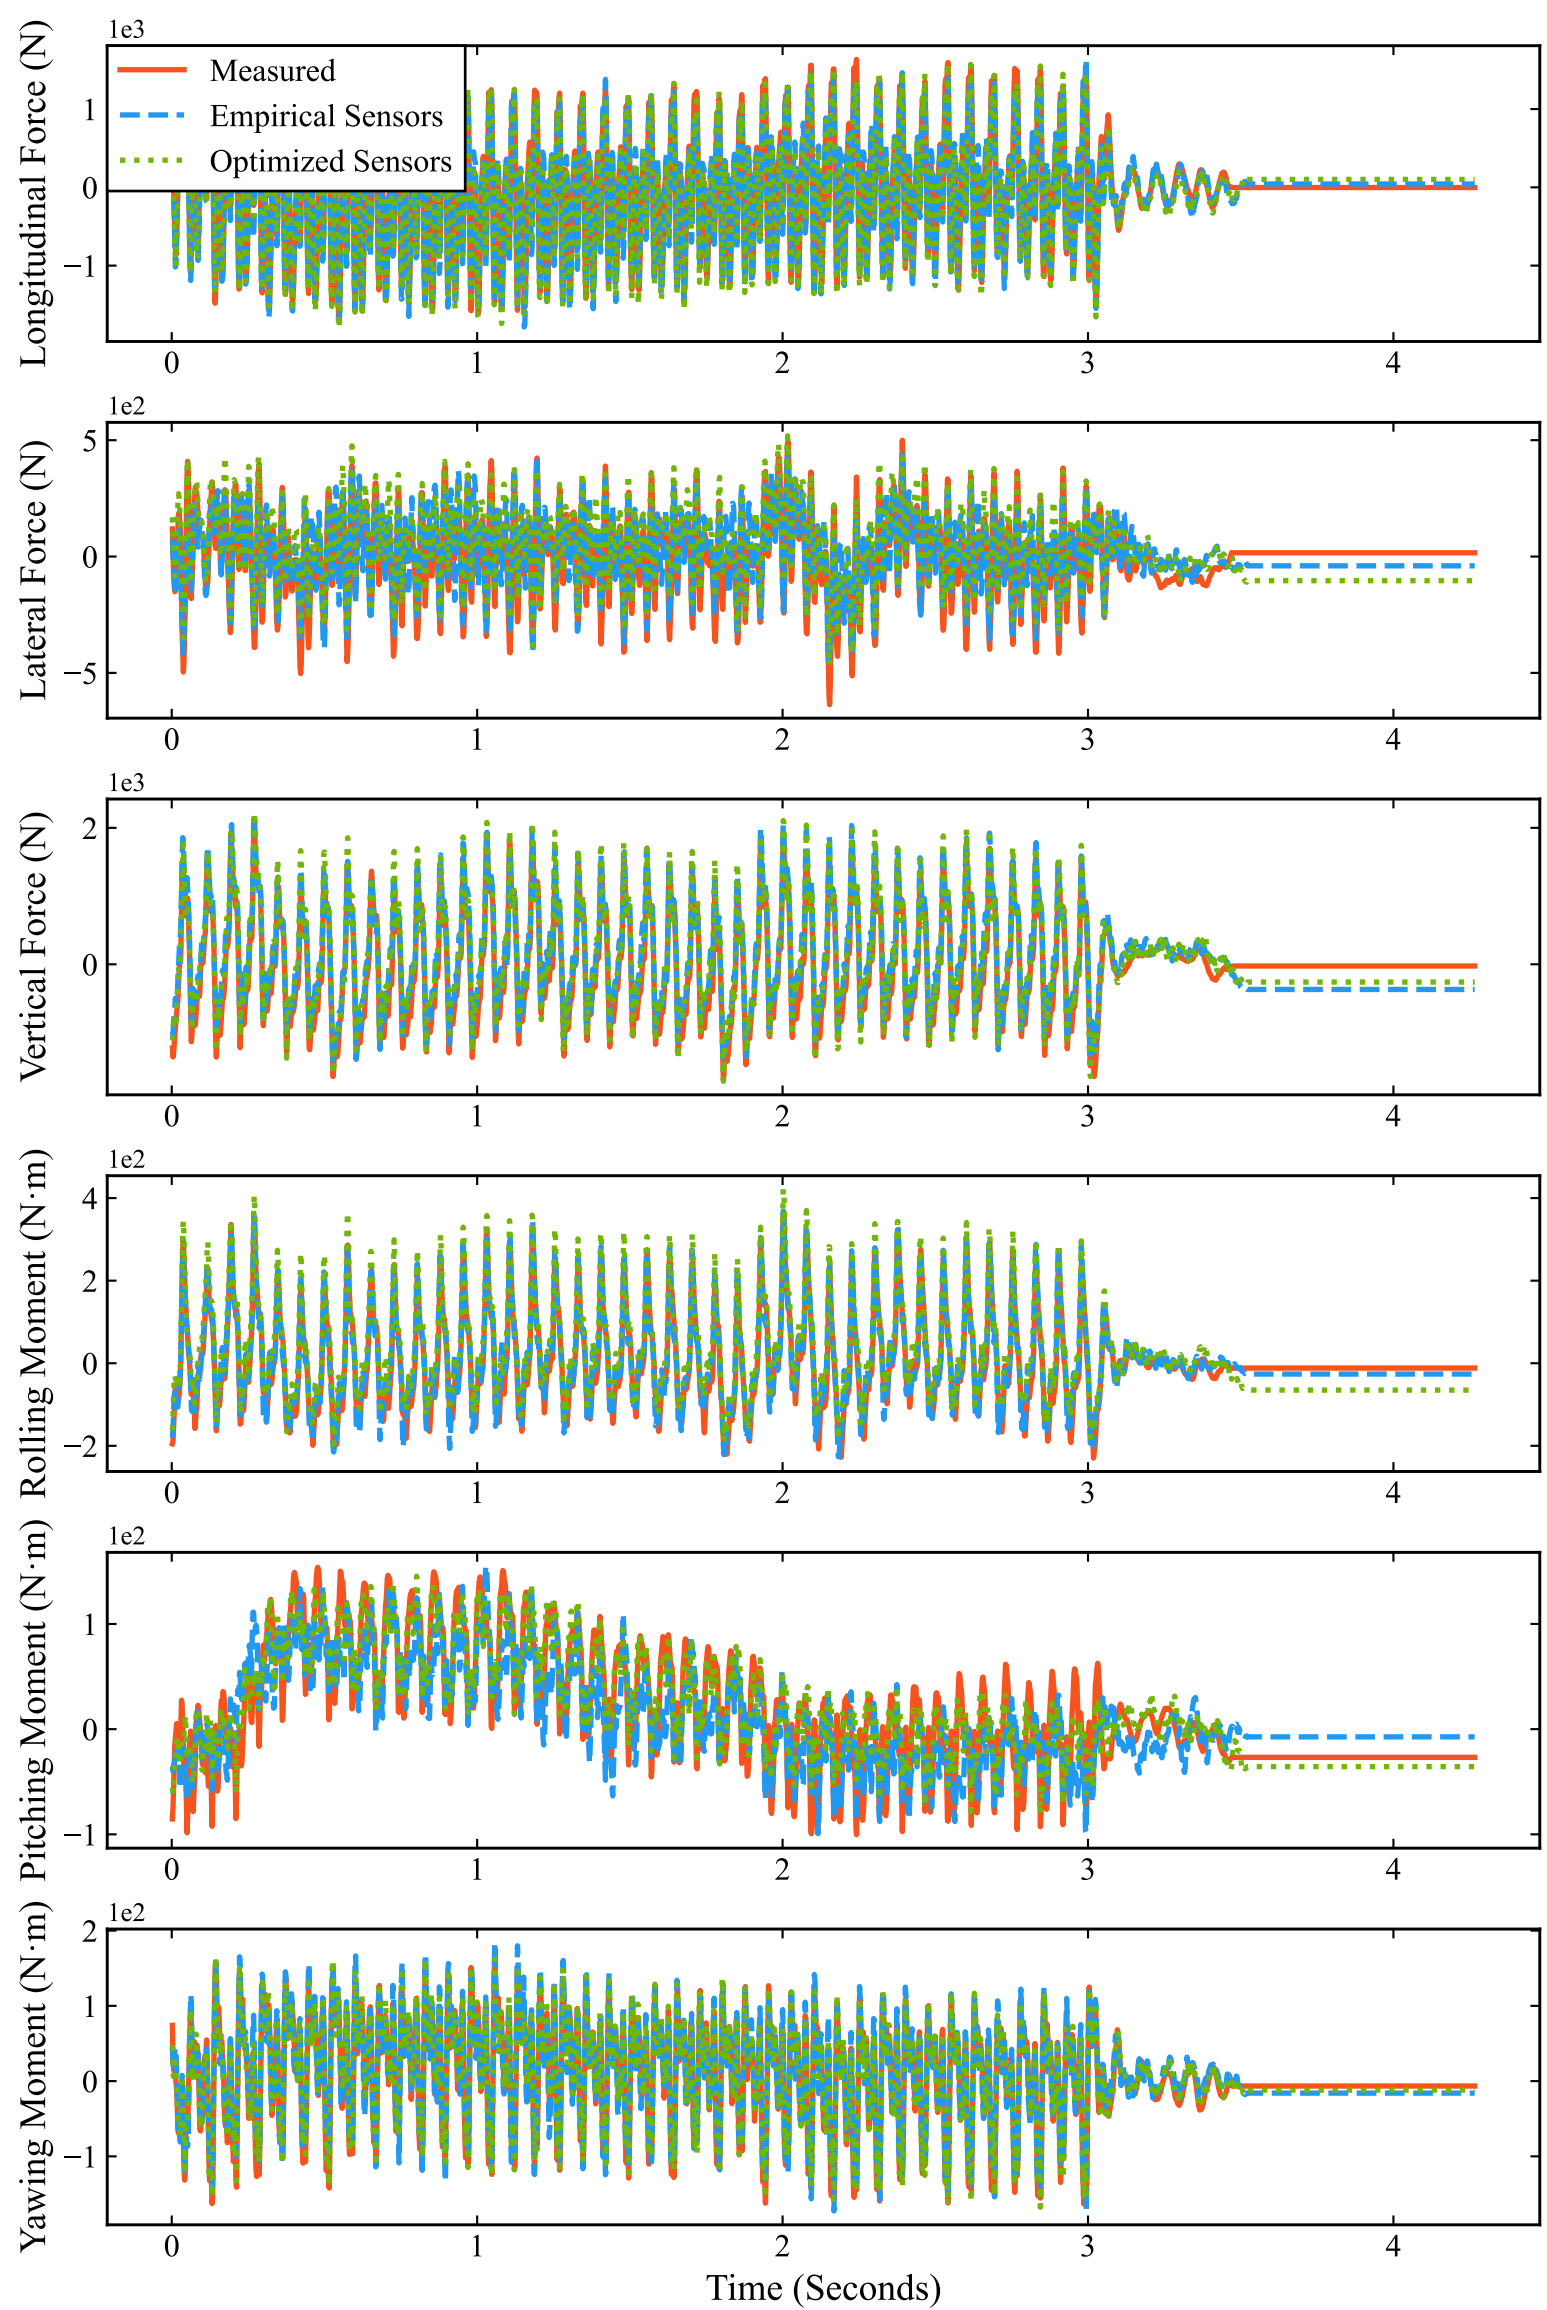 1e3
Longitudinal Force (N)
Measured
Empirical Sensors
Optimized Sensors
1
0
−1
0 1 2 3 4
1e2
Lateral Force (N)
5
0
−5
0 1 2 3 4
1e3
Vertical Force (N)
2
0
0 1 2 3 4
1e2
Rolling Moment (N·m)
4
2
0
−2
0 1 2 3 4
1e2
Pitching Moment (N·m)
1
0
−1
0 1 2 3 4
1e2
Yawing Moment (N·m)
2
1
0
−1
0 1 2 3 4
Time (Seconds)